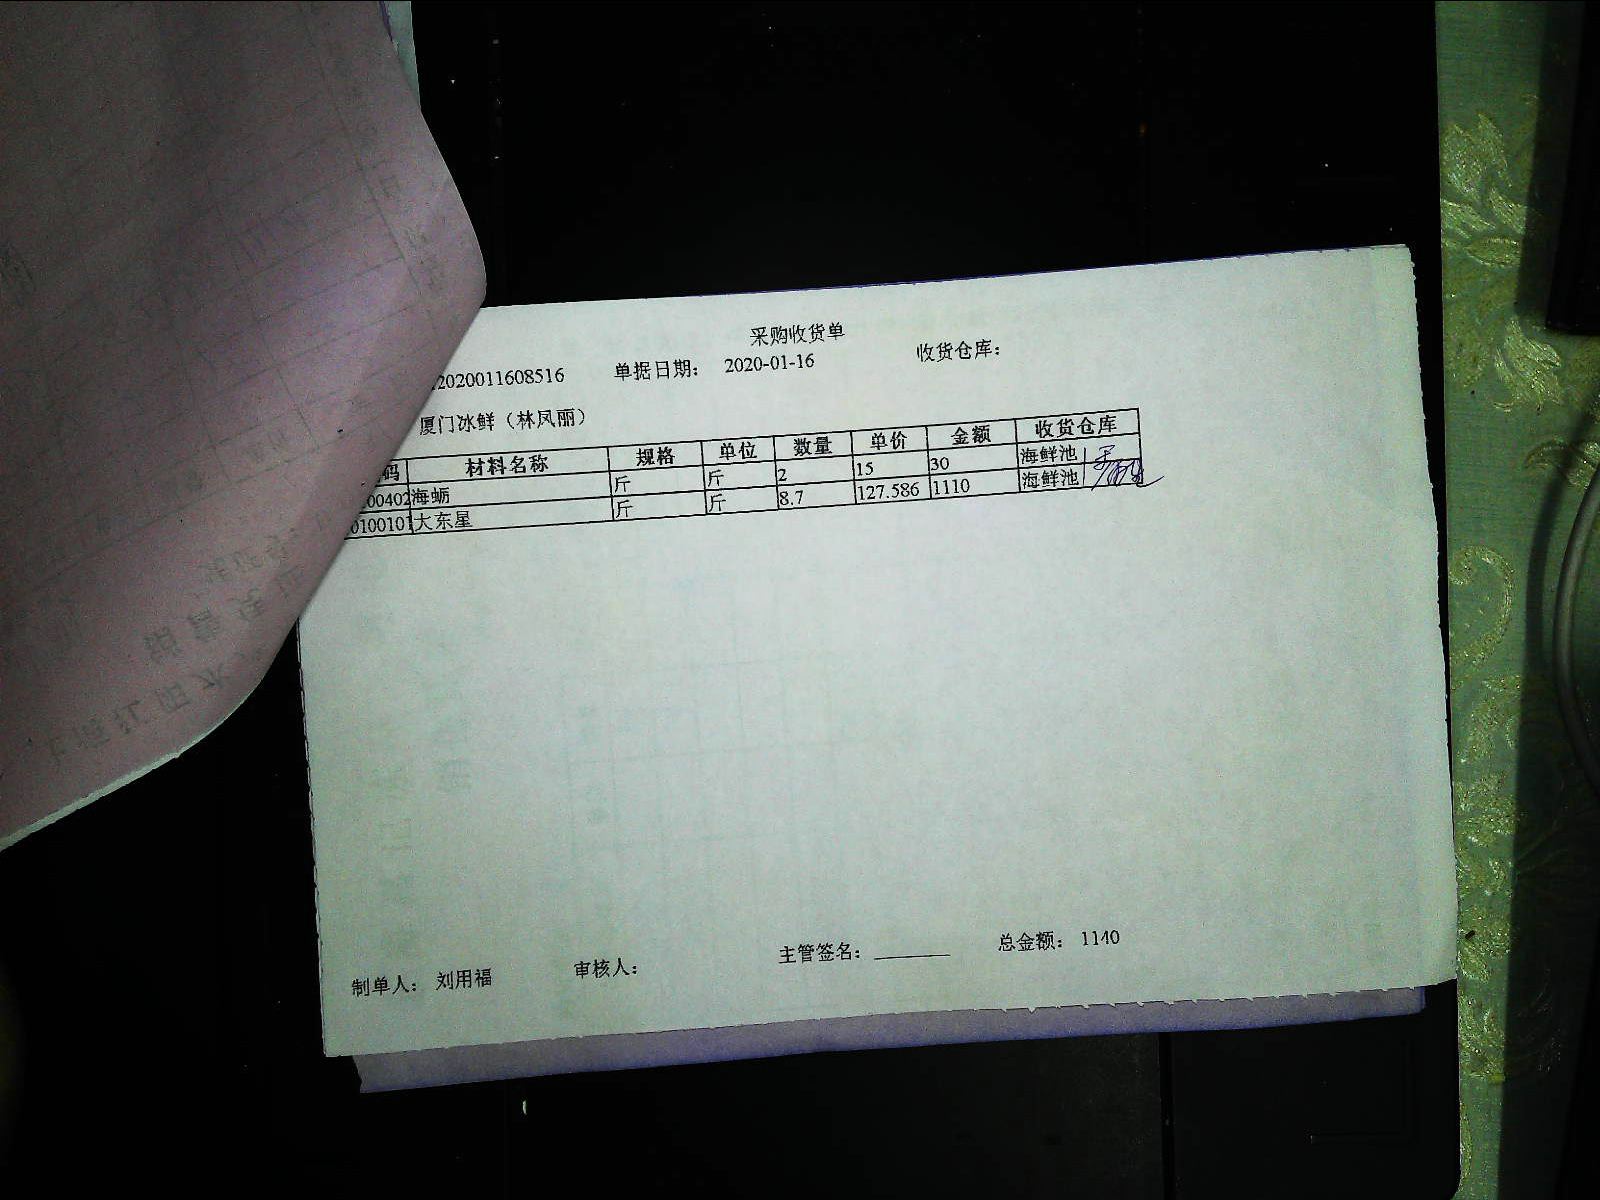 采购收货单
2020011608516 单据日期： 2020-01-16 收货仓库：
厦门冰鲜（林凤丽）
码 材料名称 规格 单位 数量 单价 金额 收货仓库
00402 海蛎 斤 斤 2 15 30 海鲜池
0100101 大东星 斤 斤 8.7 127.586 1110 海鲜池
制单人： 刘用福 审核人： 主管签名： 总金额： 1140